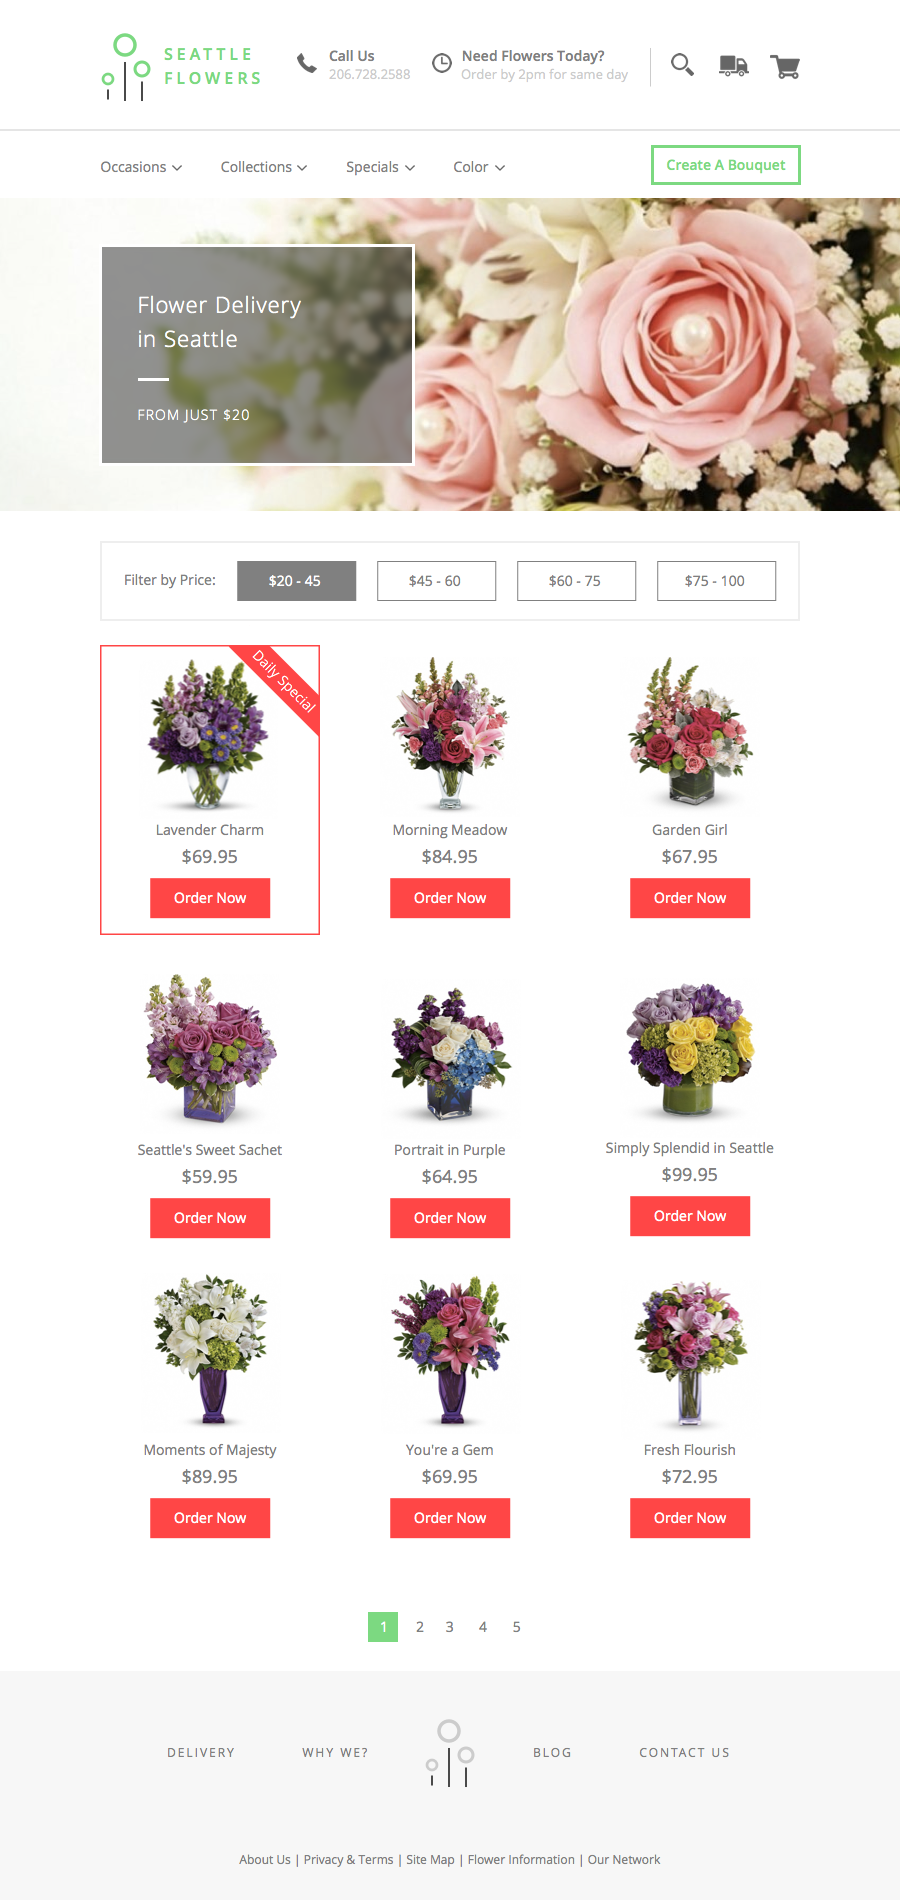 SEATTLE
FLOWERS
Call Us
206.728.2588
Need Flowers Today?
Order by 2pm for same day
Occasions
Collections
Specials
Color
Create A Bouquet
Flower Delivery
in Seattle
FROM JUST $20
Filter by Price:
$20 - 45
$45 - 60
$60 - 75
$75 - 100
Daily Special
Lavender Charm
$69.95
Order Now
Morning Meadow
$84.95
Order Now
Garden Girl
$67.95
Order Now
Seattle's Sweet Sachet
$59.95
Order Now
Portrait in Purple
$64.95
Order Now
Simply Splendid in Seattle
$99.95
Order Now
Moments of Majesty
$89.95
Order Now
You're a Gem
$69.95
Order Now
Fresh Flourish
$72.95
Order Now
1 2 3 4 5
DELIVERY
WHY WE?
BLOG
CONTACT US
About Us | Privacy & Terms | Site Map | Flower Information | Our Network